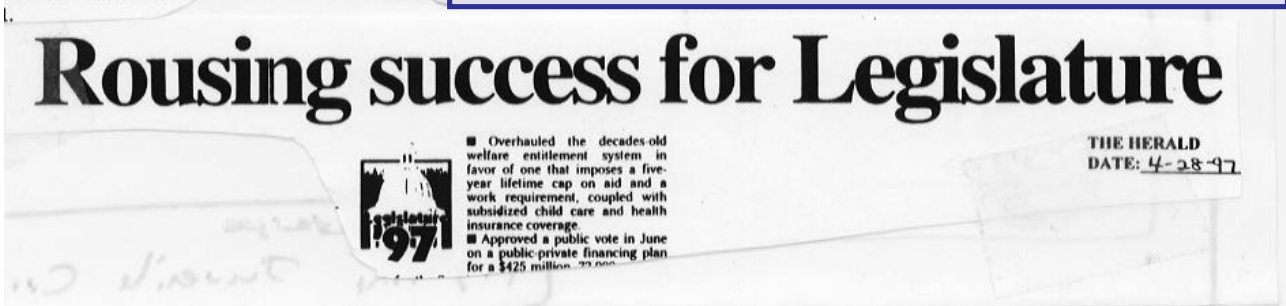 Rousing success for Legislature
■ Overhauled the decades-old
welfare entitlement system in
favor of one that imposes a five-
year lifetime cap on aid and a
work requirement, coupled with
subsidized child care and health
insurance coverage.
■ Approved a public vote in June
on a public-private financing plan
for a $425 million,
Legislature
'97
THE HERALD
DATE: 4-28-97